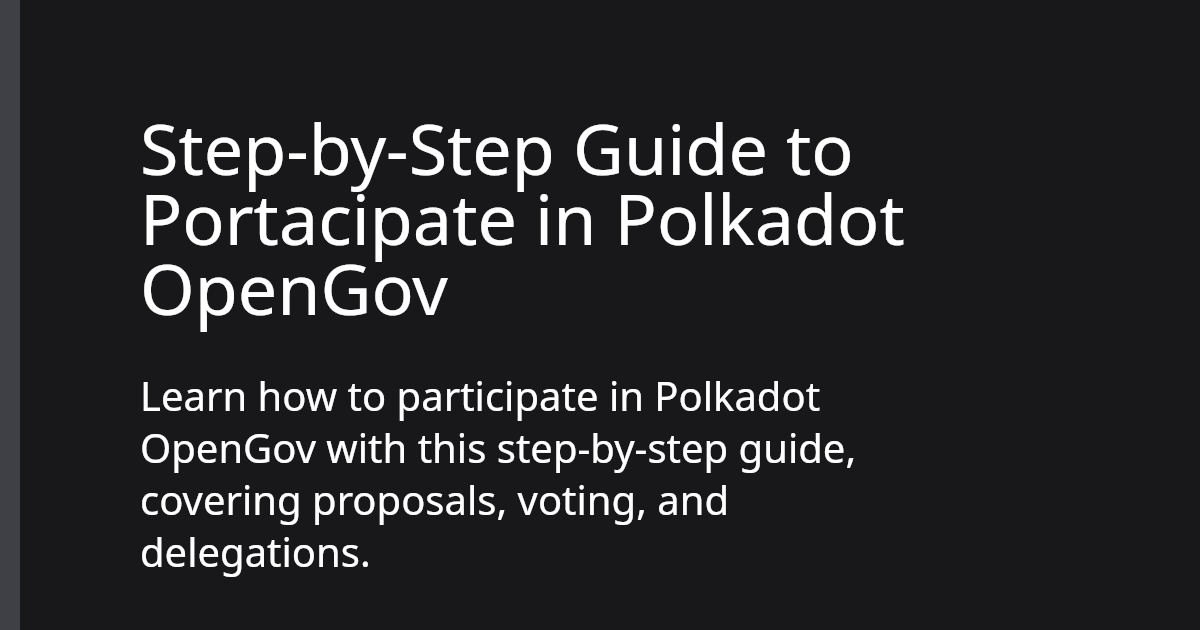 Step-by-Step Guide to
Portacipate in Polkadot
OpenGov
Learn how to participate in Polkadot
OpenGov with this step-by-step guide,
covering proposals, voting, and
delegations.